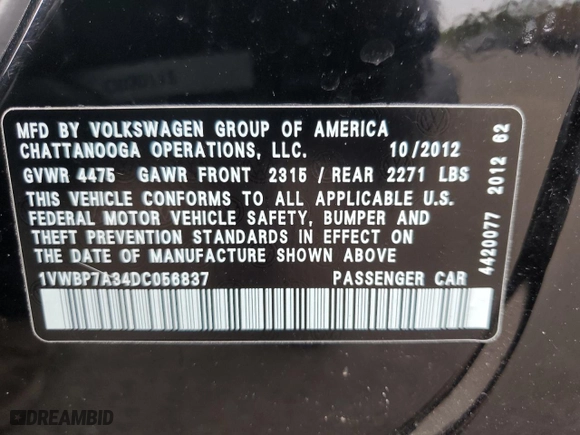 MFD BY VOLKSWAGEN GROUP OF AMERICA
CHATTANOOGA OPERATIONS, LLC. 10/2012
GVWR 4475 GAWR FRONT 2315 / REAR 2271 LBS
THIS VEHICLE CONFORMS TO ALL APPLICABLE U.S.
FEDERAL MOTOR VEHICLE SAFETY, BUMPER AND
THEFT PREVENTION STANDARDS IN EFFECT ON
THE DATE OF MANUFACTURE SHOWN ABOVE
1VWBP7A34DC056837 PASSENGER CAR
4420077 2012 62
DREAMBID